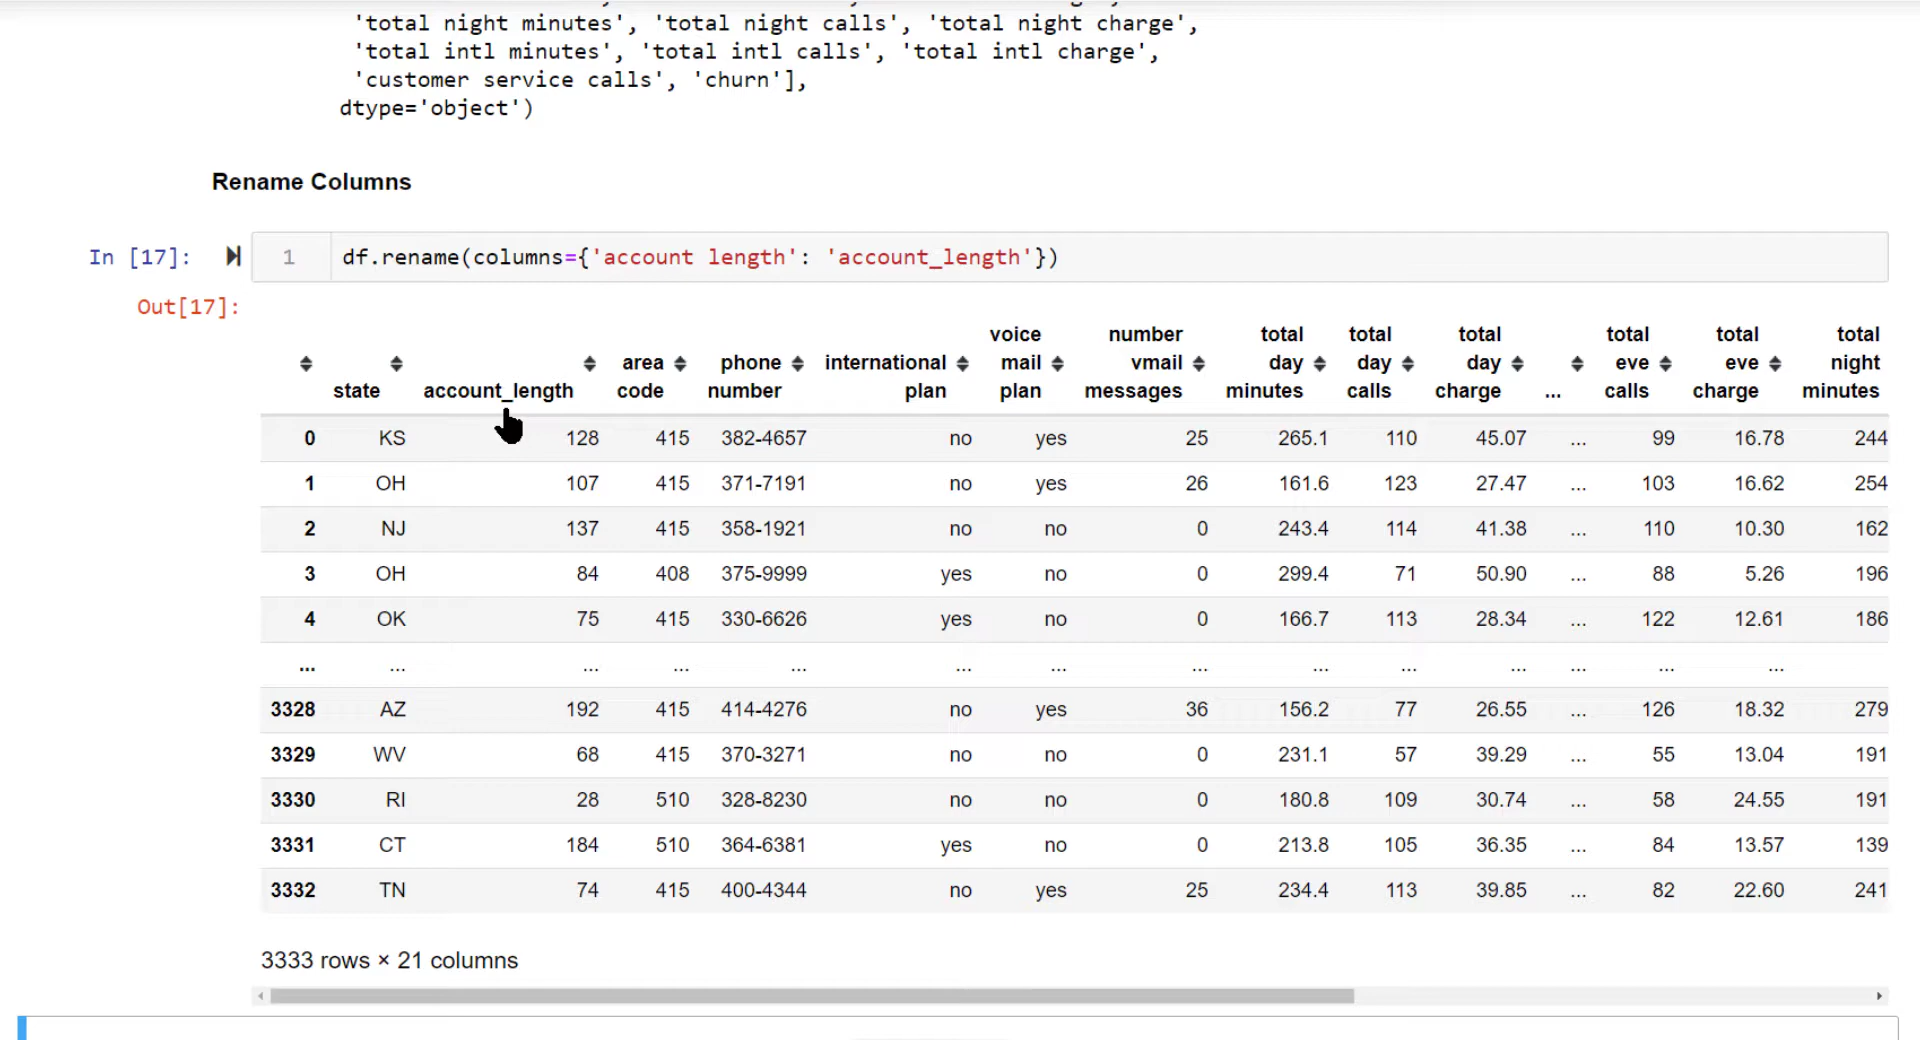 'total night minutes', 'total night calls', 'total night charge',
'total intl minutes', 'total intl calls', 'total intl charge',
'customer service calls', 'churn'],
dtype='object')
Rename Columns
In [17]: 1 df.rename(columns={'account length': 'account_length'})
Out[17]:
state account_length area code phone number international plan voice mail plan number vmail messages total day minutes total day calls total day charge ... total eve calls total eve charge total night minutes
0 KS 128 415 382-4657 no yes 25 265.1 110 45.07 ... 99 16.78 244
1 OH 107 415 371-7191 no yes 26 161.6 123 27.47 ... 103 16.62 254
2 NJ 137 415 358-1921 no no 0 243.4 114 41.38 ... 110 10.30 162
3 OH 84 408 375-9999 yes no 0 299.4 71 50.90 ... 88 5.26 196
4 OK 75 415 330-6626 yes no 0 166.7 113 28.34 ... 122 12.61 186
... ... ... ... ... ... ... ... ... ... ... ... ... ...
3328 AZ 192 415 414-4276 no yes 36 156.2 77 26.55 ... 126 18.32 279
3329 WV 68 415 370-3271 no no 0 231.1 57 39.29 ... 55 13.04 191
3330 RI 28 510 328-8230 no no 0 180.8 109 30.74 ... 58 24.55 191
3331 CT 184 510 364-6381 yes no 0 213.8 105 36.35 ... 84 13.57 139
3332 TN 74 415 400-4344 no yes 25 234.4 113 39.85 ... 82 22.60 241
3333 rows × 21 columns